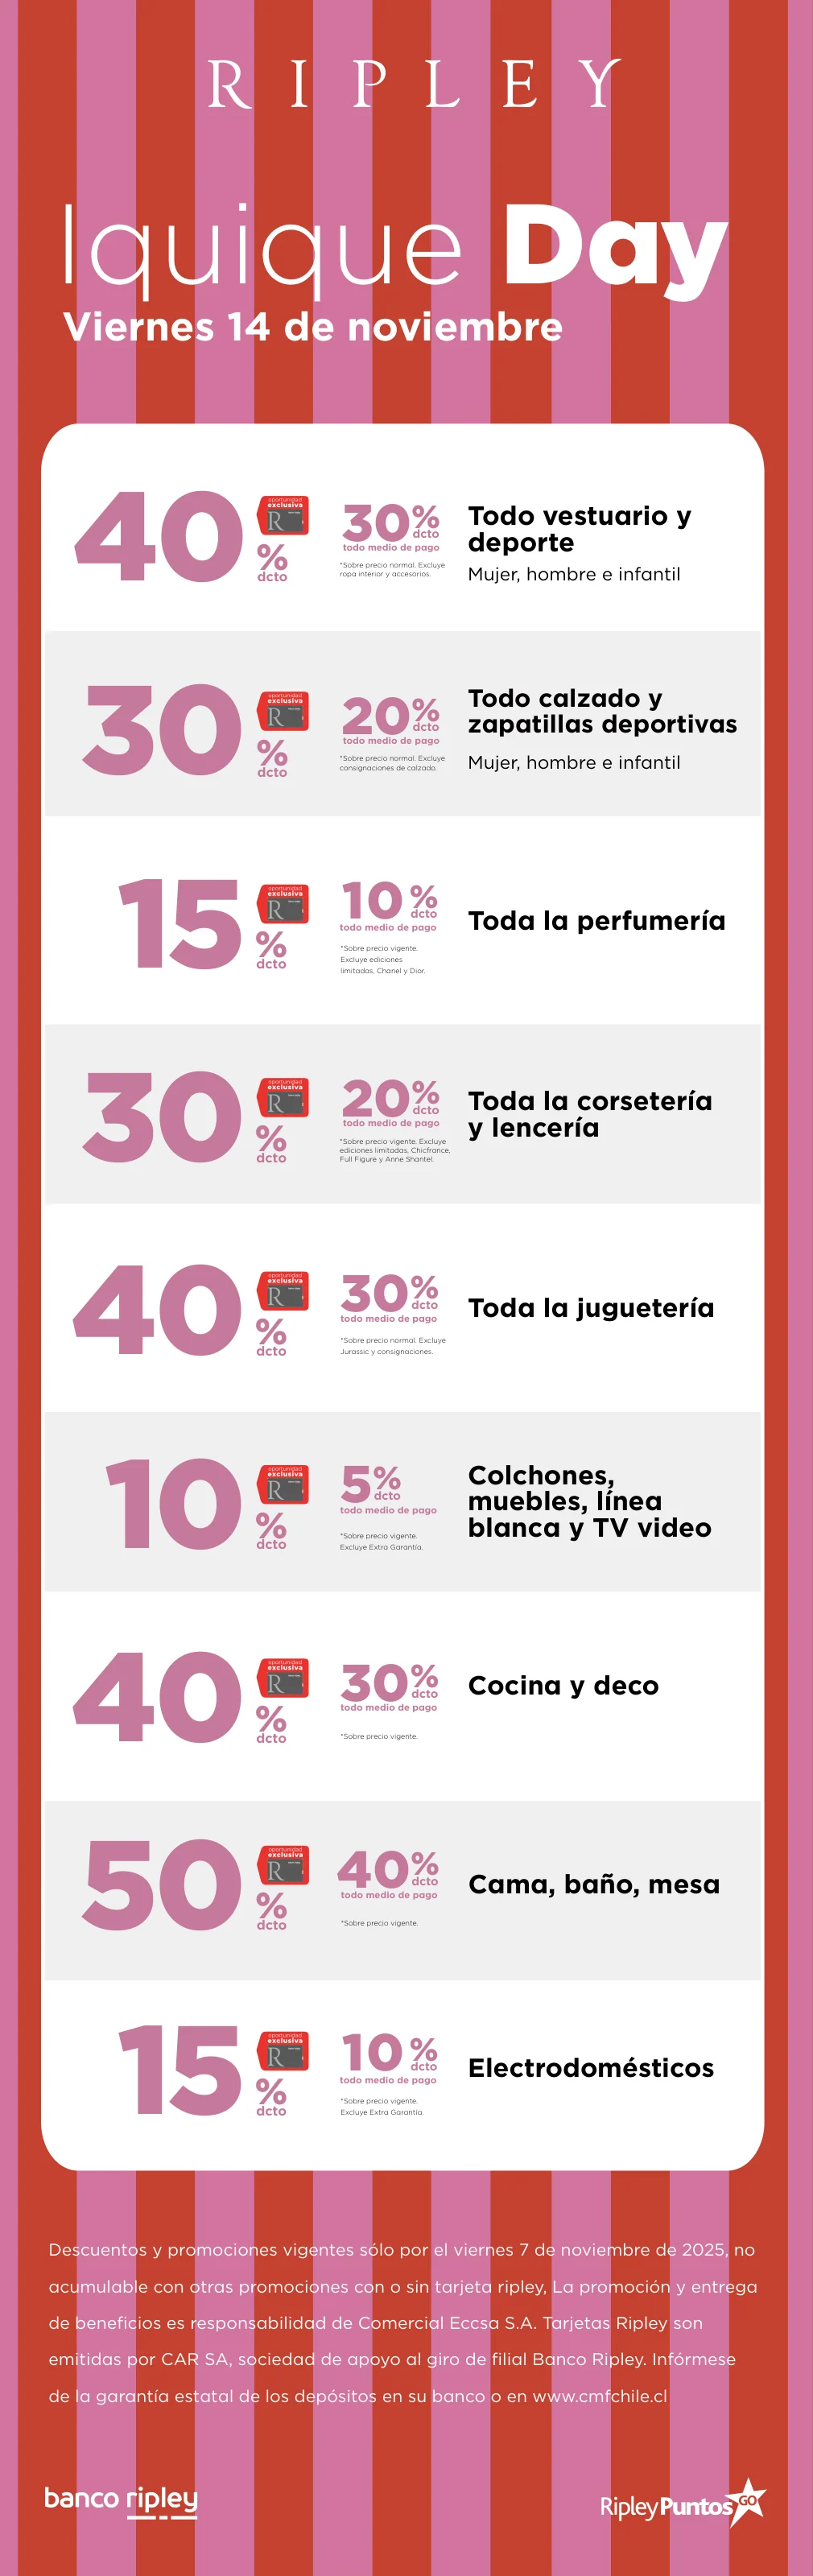 RIPLEY
Iquique Day
Viernes 14 de noviembre
40
oportunidad
exclusiva
R
%
dcto
30%
dcto
todo medio de pago
*Sobre precio normal. Excluye
ropa interior y accesorios.
Todo vestuario y
deporte
Mujer, hombre e infantil
30
oportunidad
exclusiva
R
%
dcto
20%
dcto
todo medio de pago
*Sobre precio normal. Excluye
consignaciones de calzado.
Todo calzado y
zapatillas deportivas
Mujer, hombre e infantil
15
oportunidad
exclusiva
R
%
dcto
10%
dcto
todo medio de pago
*Sobre precio vigente.
Excluye ediciones
limitadas, Chanel y Dior.
Toda la perfumería
30
oportunidad
exclusiva
R
%
dcto
20%
dcto
todo medio de pago
*Sobre precio vigente. Excluye
ediciones limitadas, Chicfrance,
Full Figure y Anne Shantel.
Toda la corsetería
y lencería
40
oportunidad
exclusiva
R
%
dcto
30%
dcto
todo medio de pago
*Sobre precio normal. Excluye
Jurassic y consignaciones.
Toda la juguetería
10
oportunidad
exclusiva
R
%
dcto
5%
dcto
todo medio de pago
*Sobre precio vigente.
Excluye Extra Garantía.
Colchones,
muebles, línea
blanca y TV video
40
oportunidad
exclusiva
R
%
dcto
30%
dcto
todo medio de pago
*Sobre precio vigente.
Cocina y deco
50
oportunidad
exclusiva
R
%
dcto
40%
dcto
todo medio de pago
*Sobre precio vigente.
Cama, baño, mesa
15
oportunidad
exclusiva
R
%
dcto
10%
dcto
todo medio de pago
*Sobre precio vigente.
Excluye Extra Garantía.
Electrodomésticos
Descuentos y promociones vigentes sólo por el viernes 7 de noviembre de 2025, no
acumulable con otras promociones con o sin tarjeta ripley, La promoción y entrega
de beneficios es responsabilidad de Comercial Eccsa S.A. Tarjetas Ripley son
emitidas por CAR SA, sociedad de apoyo al giro de filial Banco Ripley. Infórmese
de la garantía estatal de los depósitos en su banco o en www.cmfchile.cl
banco ripley
RipleyPuntos GO